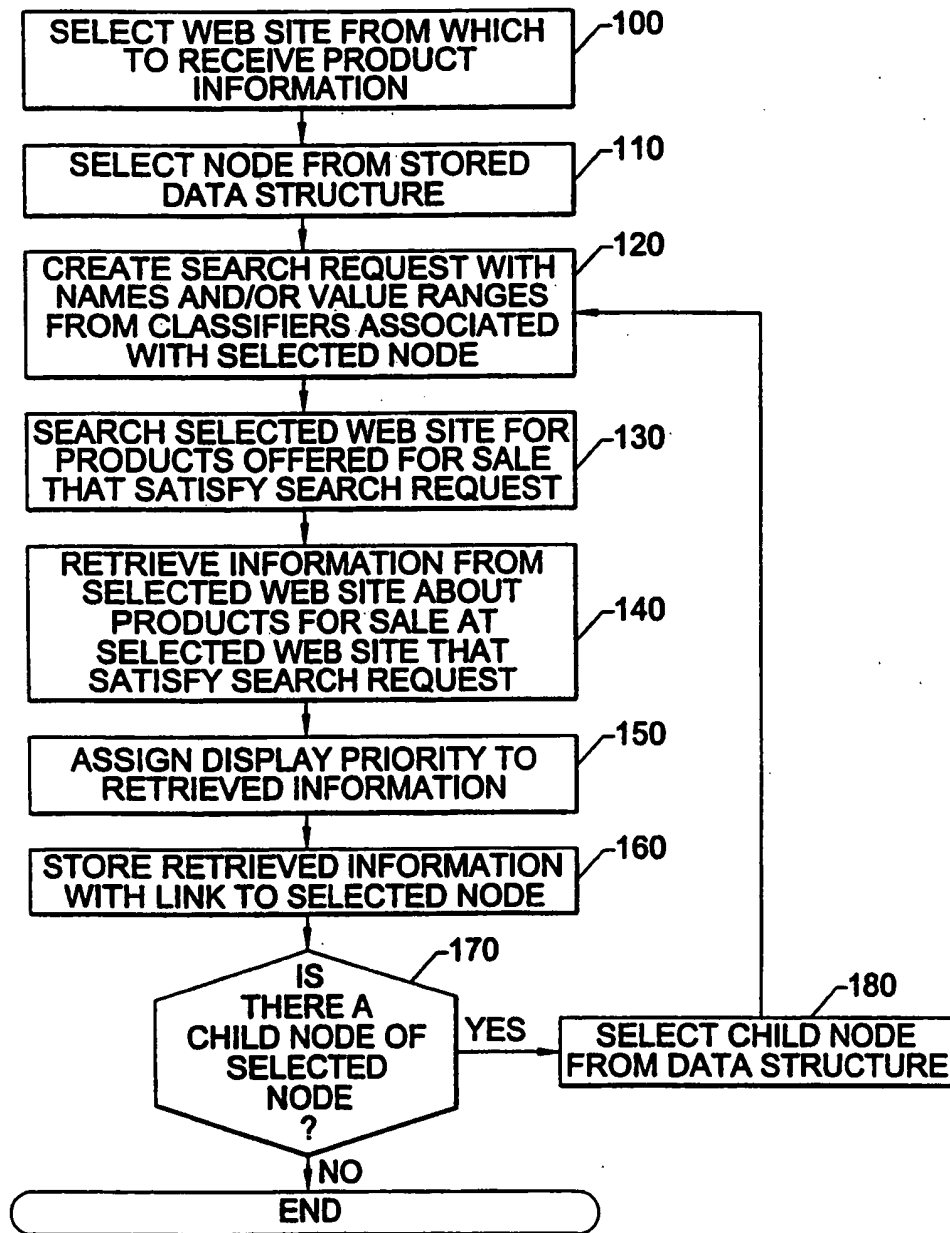 SELECT WEB SITE FROM WHICH
TO RECEIVE PRODUCT
INFORMATION
100
SELECT NODE FROM STORED
DATA STRUCTURE
110
CREATE SEARCH REQUEST WITH
NAMES AND/OR VALUE RANGES
FROM CLASSIFIERS ASSOCIATED
WITH SELECTED NODE
120
SEARCH SELECTED WEB SITE FOR
PRODUCTS OFFERED FOR SALE
THAT SATISFY SEARCH REQUEST
130
RETRIEVE INFORMATION FROM
SELECTED WEB SITE ABOUT
PRODUCTS FOR SALE AT
SELECTED WEB SITE THAT
SATISFY SEARCH REQUEST
140
ASSIGN DISPLAY PRIORITY TO
RETRIEVED INFORMATION
150
STORE RETRIEVED INFORMATION
WITH LINK TO SELECTED NODE
160
IS
THERE A
CHILD NODE OF
SELECTED
NODE
?
170
YES
SELECT CHILD NODE
FROM DATA STRUCTURE
180
NO
END